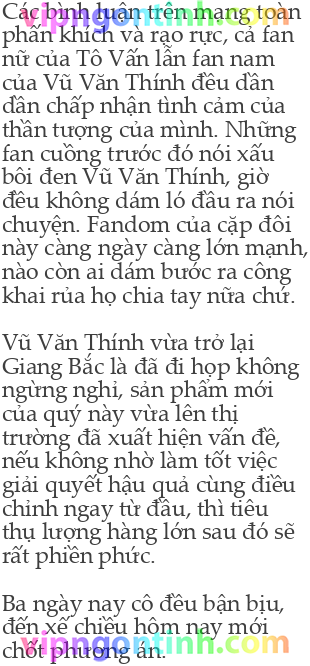 Các bình luận trên mạng toàn
vipngontinh.com
phấn khích và rạo rực, cả fan
nữ của Tô Vấn lẫn fan nam
của Vũ Văn Thính đều dần
dần chấp nhận tình cảm của
thần tượng của mình. Những
fan cuồng trước đó nói xấu
bôi đen Vũ Văn Thính, giờ
đều không dám ló đầu ra nói
chuyện. Fandom của cặp đôi
này càng ngày càng lớn mạnh,
nào còn ai dám bước ra công
khai rủa họ chia tay nữa chứ.
Vũ Văn Thính vừa trở lại
Giang Bắc là đã đi họp không
ngừng nghỉ, sản phẩm mới
của quý này vừa lên thị
trường đã xuất hiện vấn đề,
nếu không nhờ làm tốt việc
giải quyết hậu quả cùng điều
chỉnh ngay từ đầu, thì tiêu
thụ lượng hàng lớn sau đó sẽ
rất phiền phức.
Ba ngày nay cô đều bận bịu,
đến xế chiều hôm nay mới
vipngontinh.com
chốt phương án.